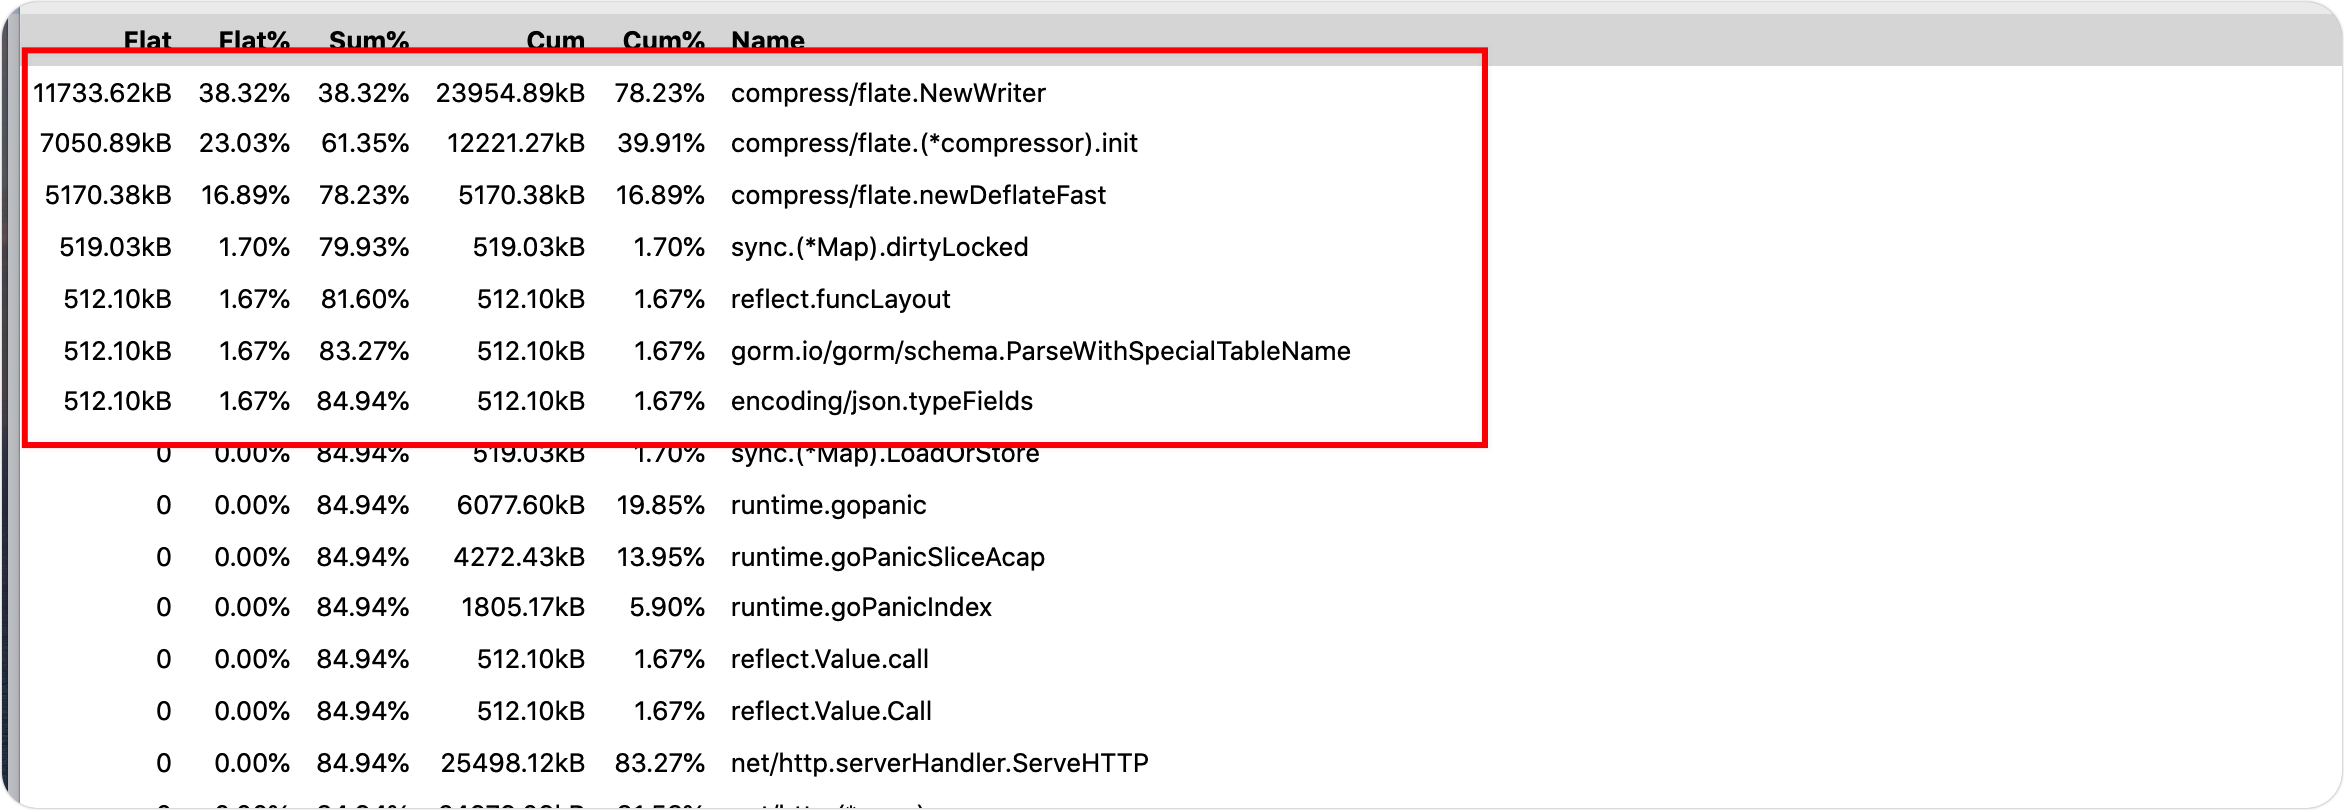 Flat Flat% Sum% Cum Cum% Name
11733.62kB 38.32% 38.32% 23954.89kB 78.23% compress/flate.NewWriter
7050.89kB 23.03% 61.35% 12221.27kB 39.91% compress/flate.(*compressor).init
5170.38kB 16.89% 78.23% 5170.38kB 16.89% compress/flate.newDeflateFast
519.03kB 1.70% 79.93% 519.03kB 1.70% sync.(*Map).dirtyLocked
512.10kB 1.67% 81.60% 512.10kB 1.67% reflect.funcLayout
512.10kB 1.67% 83.27% 512.10kB 1.67% gorm.io/gorm/schema.ParseWithSpecialTableName
512.10kB 1.67% 84.94% 512.10kB 1.67% encoding/json.typeFields
0 0.00% 84.94% 519.03kB 1.70% sync.(*Map).LoadOrStore
0 0.00% 84.94% 6077.60kB 19.85% runtime.gopanic
0 0.00% 84.94% 4272.43kB 13.95% runtime.goPanicSliceAcap
0 0.00% 84.94% 1805.17kB 5.90% runtime.goPanicIndex
0 0.00% 84.94% 512.10kB 1.67% reflect.Value.call
0 0.00% 84.94% 512.10kB 1.67% reflect.Value.Call
0 0.00% 84.94% 25498.12kB 83.27% net/http.serverHandler.ServeHTTP